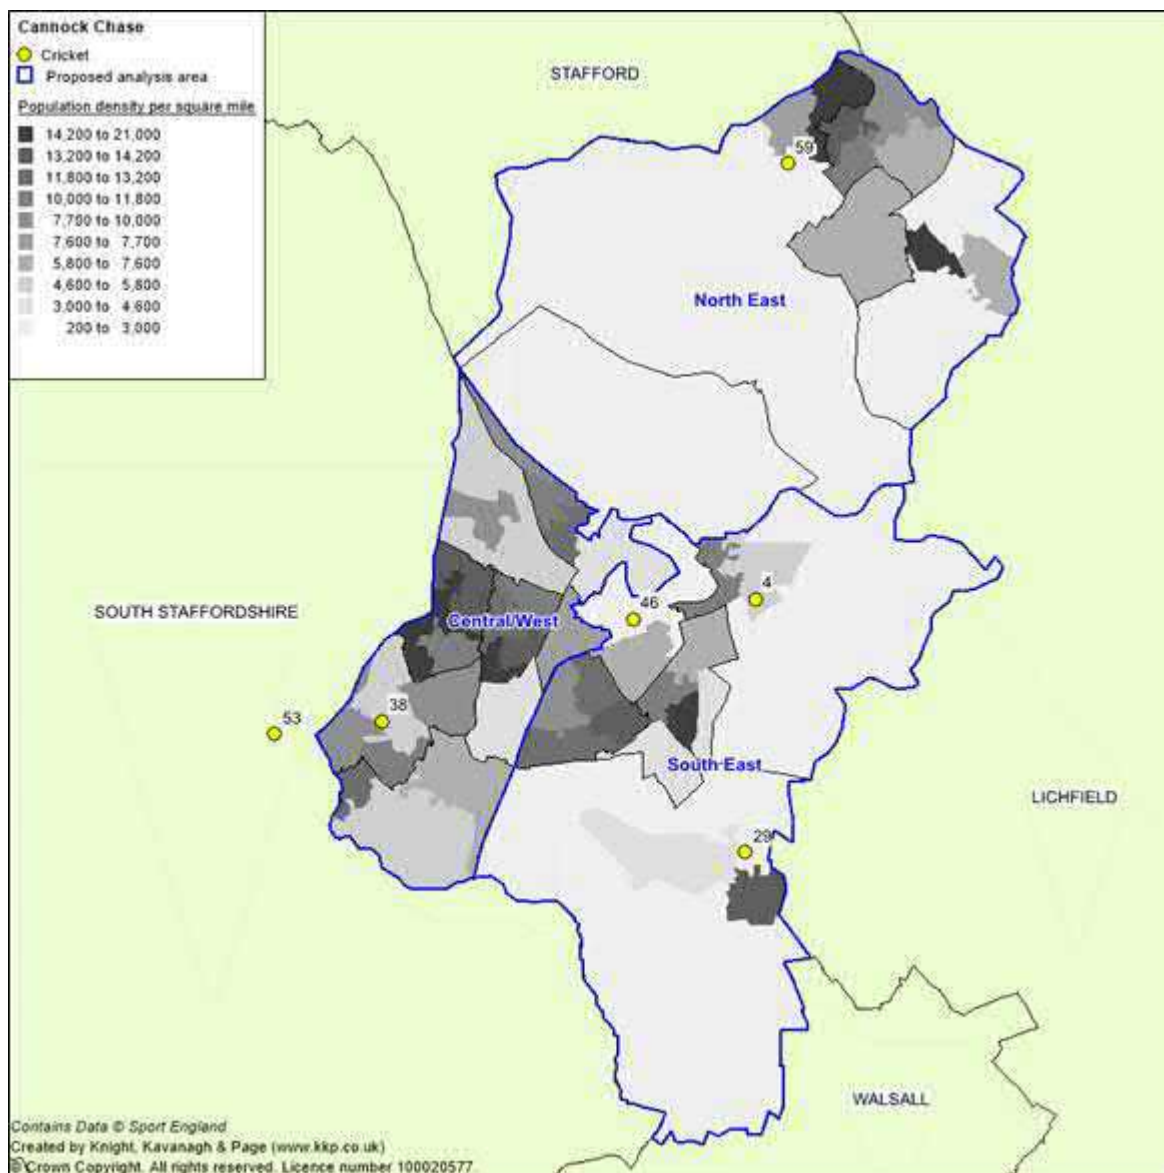 Cannock Chase
Cricket
Proposed analysis area
Population density per square mile
14,200 to 21,000
13,200 to 14,200
11,800 to 13,200
10,000 to 11,800
7,700 to 10,000
7,600 to 7,700
5,800 to 7,600
4,600 to 5,800
3,000 to 4,600
200 to 3,000
STAFFORD
59
North East
SOUTH STAFFORDSHIRE
4
46
Central/West
38
53
South East
LICHFIELD
29
WALSALL
Contains Data © Sport England
Created by Knight, Kavanagh & Page (www.kkp.co.uk)
© Crown Copyright. All rights reserved. Licence number 100020577.